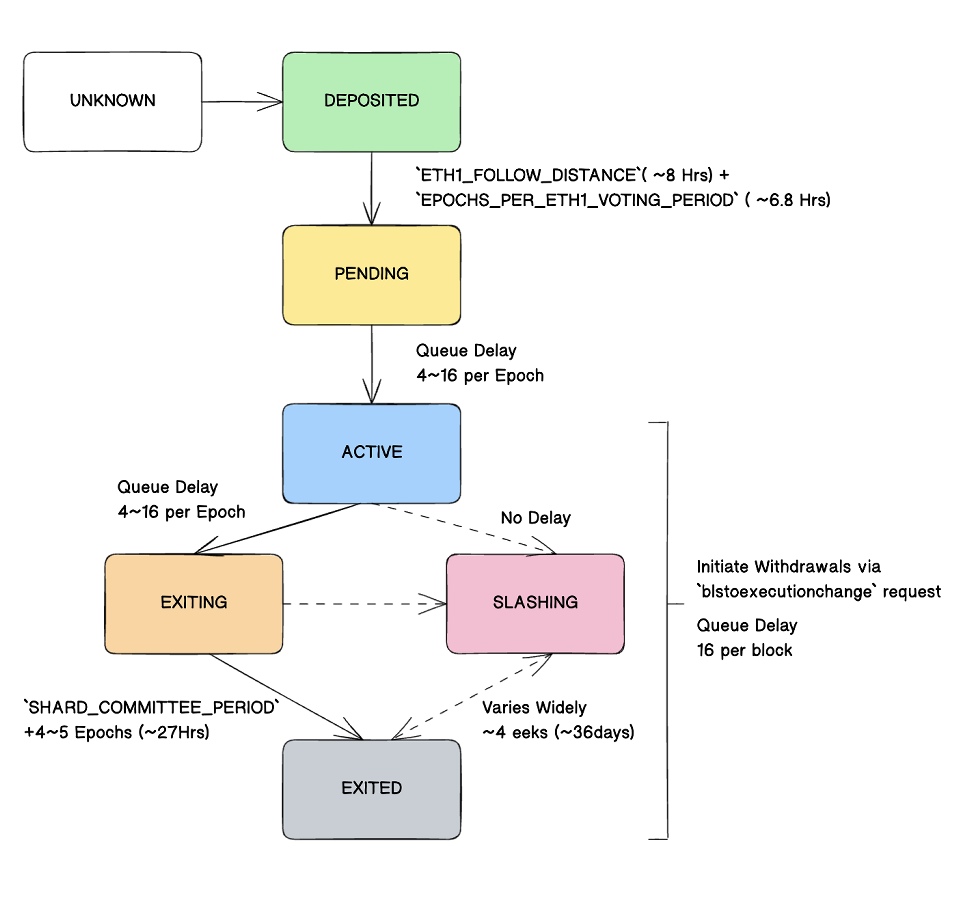 UNKNOWN
DEPOSITED
`ETH1_FOLLOW_DISTANCE`( ~8 Hrs) +
`EPOCHS_PER_ETH1_VOTING_PERIOD` ( ~6.8 Hrs)
PENDING
Queue Delay
4~16 per Epoch
ACTIVE
Queue Delay
4~16 per Epoch
No Delay
EXITING
SLASHING
Initiate Withdrawals via
`blstoexecutionchange` request
Queue Delay
16 per block
`SHARD_COMMITTEE_PERIOD`
+4~5 Epochs (~27Hrs)
Varies Widely
~4 eeks (~36days)
EXITED